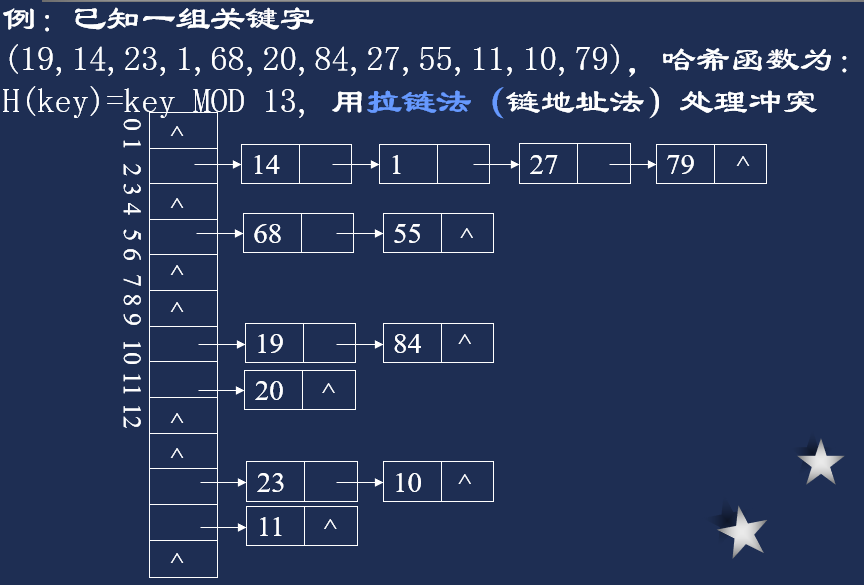 例：已知一组关键字
(19,14,23,1,68,20,84,27,55,11,10,79)，哈希函数为：
H(key)=key MOD 13, 用拉链法（链地址法）处理冲突
0 1 2 3 4 5 6 7 8 9 10 11 12
^
14 1 27 79 ^
^
68 55 ^
^
^
19 84 ^
20 ^
^
^
23 10 ^
11 ^
^